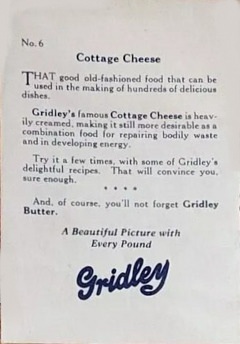 No. 6
Cottage Cheese
THAT good old-fashioned food that can be
used in the making of hundreds of delicious
dishes.
Gridley's famous Cottage Cheese is heav-
ily creamed, making it still more desirable as a
combination food for repairing bodily waste
and in developing energy.
Try it a few times, with some of Gridley's
delightful recipes. That will convince you,
sure enough.
* * * *
And, of course, you'll not forget Gridley
Butter.
A Beautiful Picture with
Every Pound
Gridley